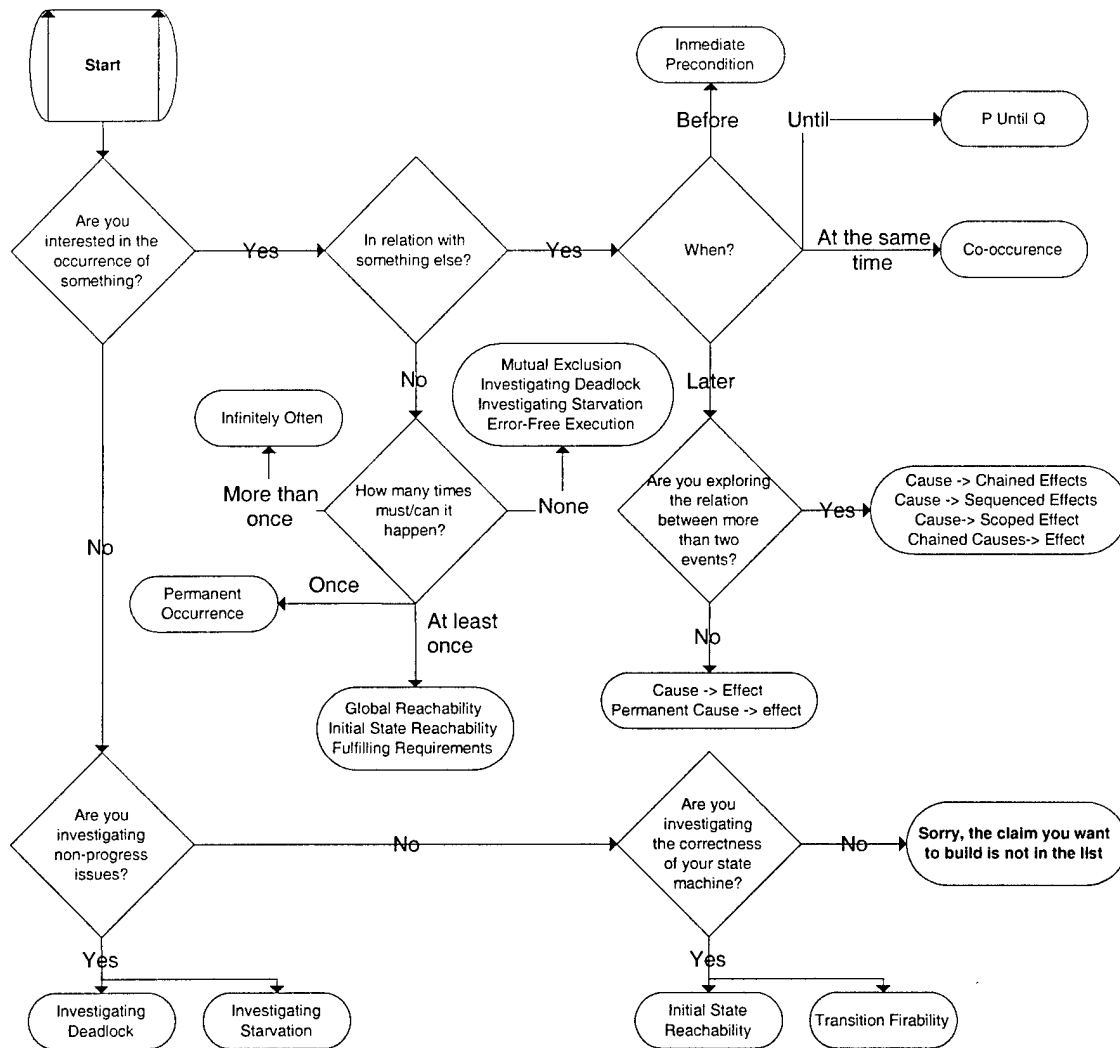 Start
Inmediate
Precondition
Before
Until
P Until Q
Are you
interested in the
occurrence of
something?
Yes
In relation with
something else?
Yes
When?
At the same
time
Co-occurence
No
Mutual Exclusion
Investigating Deadlock
Investigating Starvation
Error-Free Execution
Later
Infinitely Often
More than
once
How many times
must/can it
happen?
None
Are you exploring
the relation
between more
than two
events?
Yes
Cause -> Chained Effects
Cause -> Sequenced Effects
Cause-> Scoped Effect
Chained Causes-> Effect
No
Permanent
Occurrence
Once
At least
once
No
Global Reachability
Initial State Reachability
Fulfilling Requirements
Cause -> Effect
Permanent Cause -> effect
Are you
investigating
non-progress
issues?
No
Are you
investigating
the correctness
of your state
machine?
No
Sorry, the claim you want
to build is not in the list
Yes
Yes
Investigating
Deadlock
Investigating
Starvation
Initial State
Reachability
Transition Firability